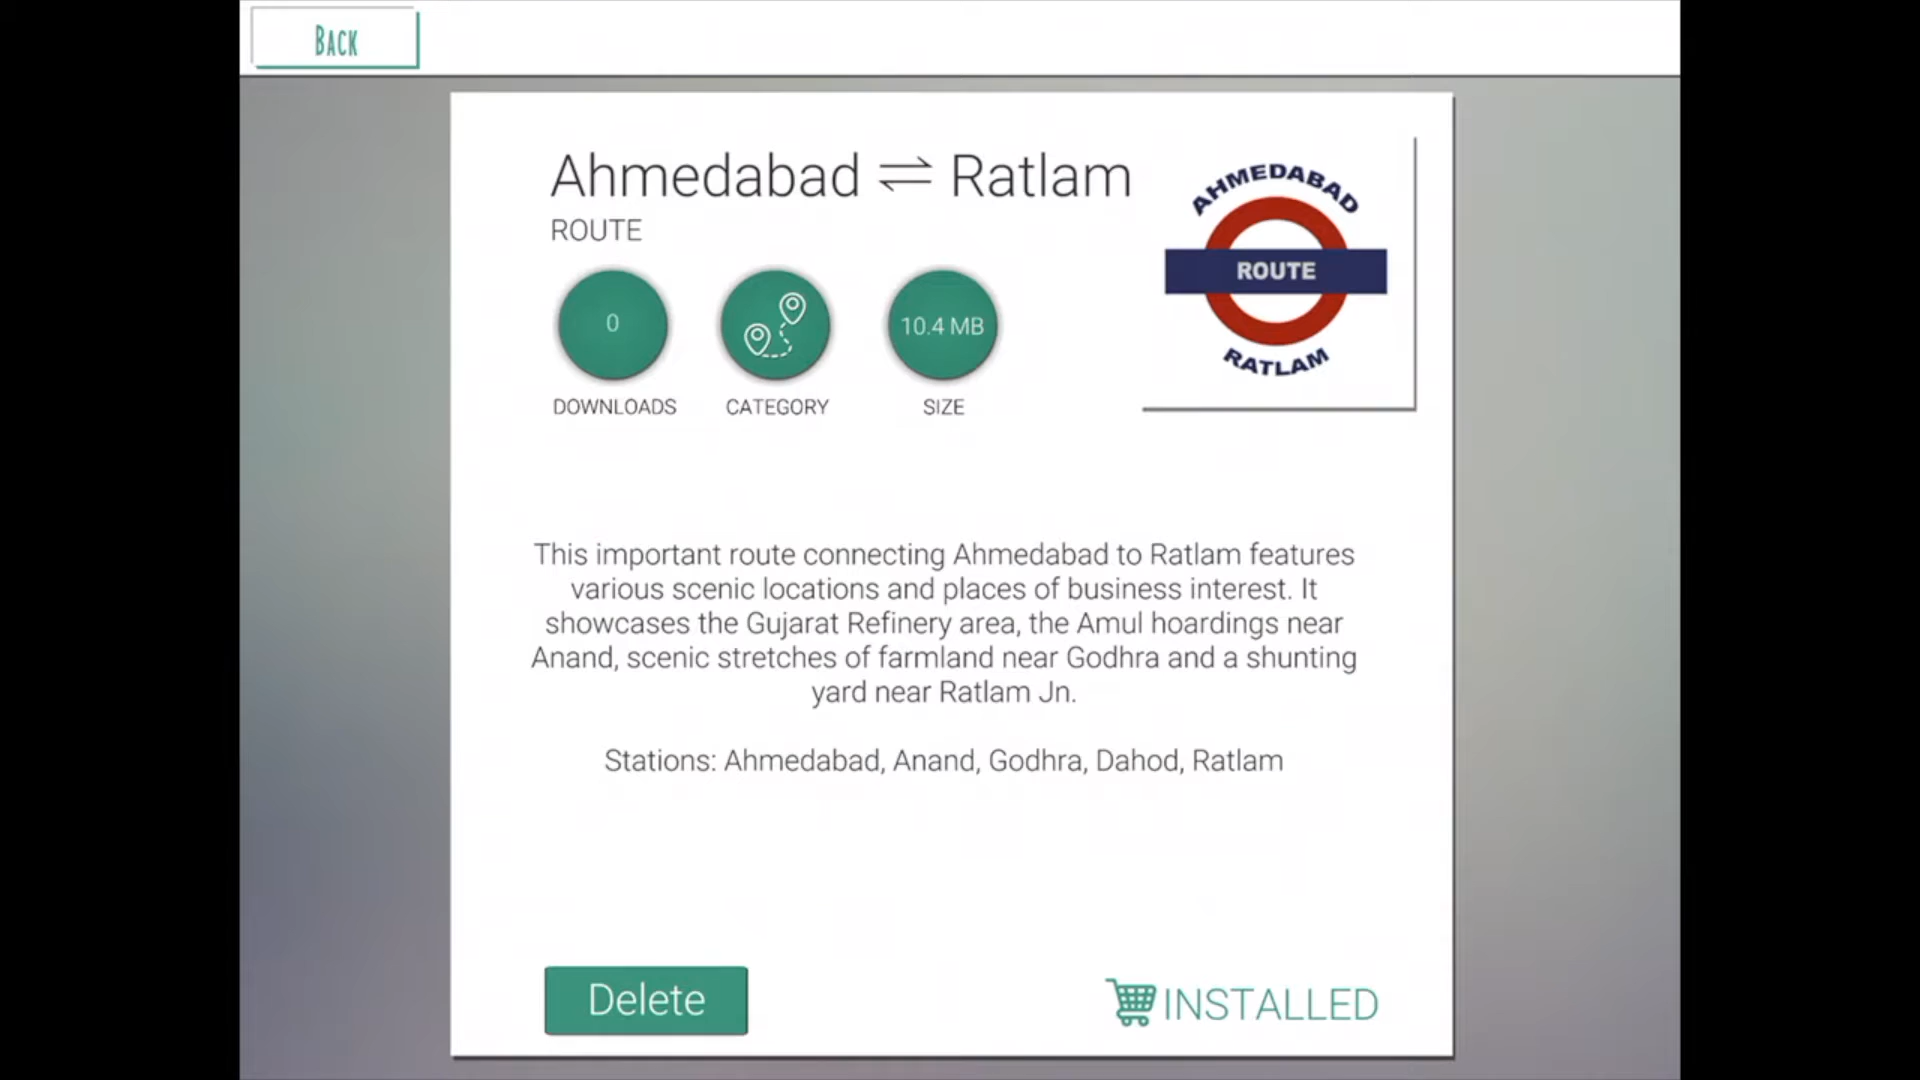 BACK
Ahmedabad ⇌ Ratlam
ROUTE
0
10.4 MB
DOWNLOADS
CATEGORY
SIZE
AHMEDABAD
ROUTE
RATLAM
This important route connecting Ahmedabad to Ratlam features
various scenic locations and places of business interest. It
showcases the Gujarat Refinery area, the Amul hoardings near
Anand, scenic stretches of farmland near Godhra and a shunting
yard near Ratlam Jn.
Stations: Ahmedabad, Anand, Godhra, Dahod, Ratlam
Delete
INSTALLED